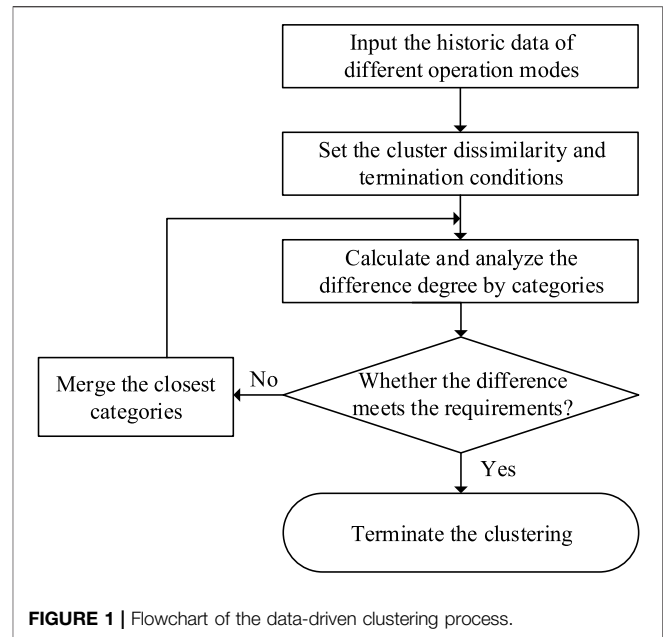 Input the historic data of
different operation modes
Set the cluster dissimilarity and
termination conditions
Calculate and analyze the
difference degree by categories
Merge the closest
categories
No
Whether the difference
meets the requirements?
Yes
Terminate the clustering
FIGURE 1 | Flowchart of the data-driven clustering process.